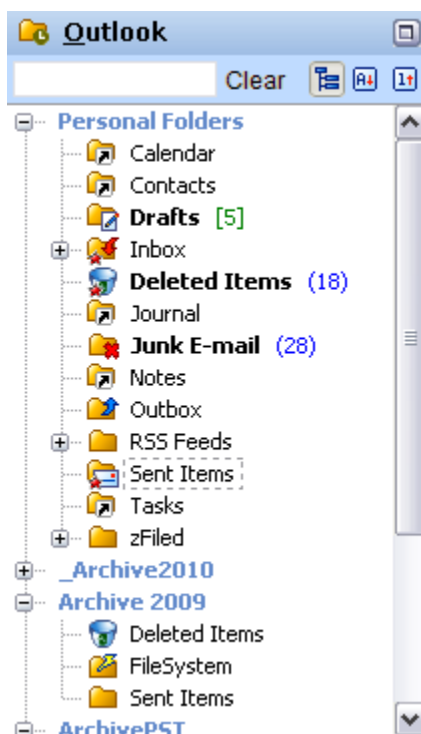 Outlook
Clear
Personal Folders
Calendar
Contacts
Drafts [5]
Inbox
Deleted Items (18)
Journal
Junk E-mail (28)
Notes
Outbox
RSS Feeds
Sent Items
Tasks
zFiled
_Archive2010
Archive 2009
Deleted Items
FileSystem
Sent Items
ArchivePST